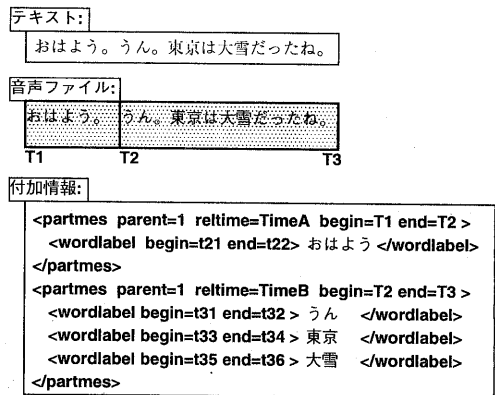 テキスト:
おはよう。うん。東京は大雪だったね。
音声ファイル:
おはよう。 うん。東京は大雪だったね。
T1 T2 T3
付加情報:
<partmes parent=1 reltime=TimeA begin=T1 end=T2 >
<wordlabel begin=t21 end=t22> おはよう </wordlabel>
</partmes>
<partmes parent=1 reltime=TimeB begin=T2 end=T3 >
<wordlabel begin=t31 end=t32 > うん </wordlabel>
<wordlabel begin=t33 end=t34 > 東京 </wordlabel>
<wordlabel begin=t35 end=t36 > 大雪 </wordlabel>
</partmes>